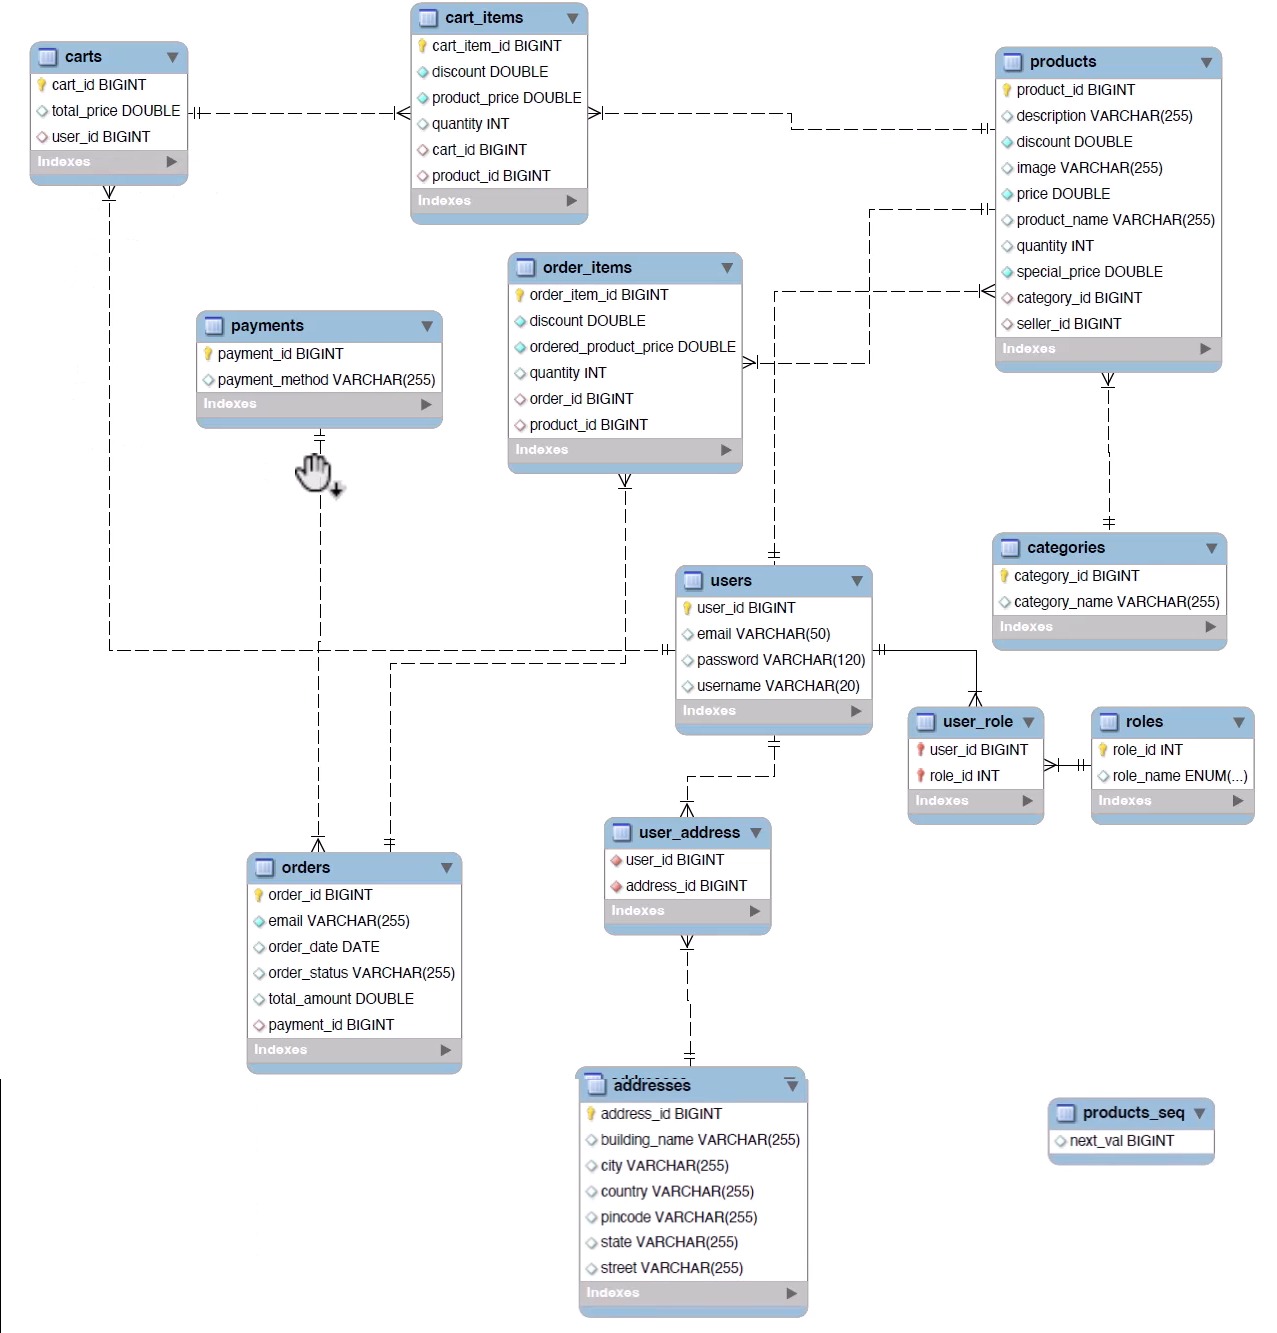 carts
cart_id BIGINT
total_price DOUBLE
user_id BIGINT
Indexes
cart_items
cart_item_id BIGINT
discount DOUBLE
product_price DOUBLE
quantity INT
cart_id BIGINT
product_id BIGINT
Indexes
products
product_id BIGINT
description VARCHAR(255)
discount DOUBLE
image VARCHAR(255)
price DOUBLE
product_name VARCHAR(255)
quantity INT
special_price DOUBLE
category_id BIGINT
seller_id BIGINT
Indexes
order_items
order_item_id BIGINT
discount DOUBLE
ordered_product_price DOUBLE
quantity INT
order_id BIGINT
product_id BIGINT
Indexes
payments
payment_id BIGINT
payment_method VARCHAR(255)
Indexes
categories
category_id BIGINT
category_name VARCHAR(255)
Indexes
users
user_id BIGINT
email VARCHAR(50)
password VARCHAR(120)
username VARCHAR(20)
Indexes
user_role
user_id BIGINT
role_id INT
Indexes
roles
role_id INT
role_name ENUM(...)
Indexes
user_address
user_id BIGINT
address_id BIGINT
Indexes
orders
order_id BIGINT
email VARCHAR(255)
order_date DATE
order_status VARCHAR(255)
total_amount DOUBLE
payment_id BIGINT
Indexes
addresses
address_id BIGINT
building_name VARCHAR(255)
city VARCHAR(255)
country VARCHAR(255)
pincode VARCHAR(255)
state VARCHAR(255)
street VARCHAR(255)
Indexes
products_seq
next_val BIGINT